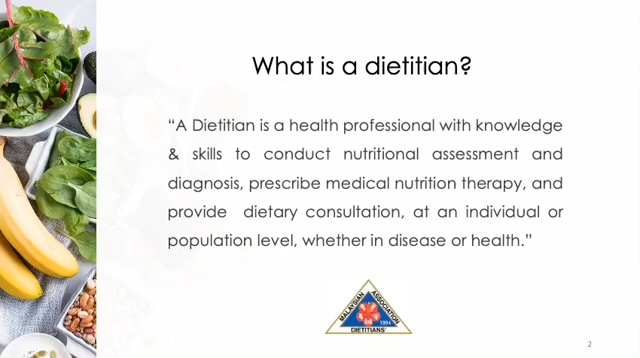 What is a dietitian?
“A Dietitian is a health professional with knowledge
& skills to conduct nutritional assessment and
diagnosis, prescribe medical nutrition therapy, and
provide dietary consultation, at an individual or
population level, whether in disease or health.”
MALAYSIAN
ASSOCIATION
1994
DIETITIANS'
2